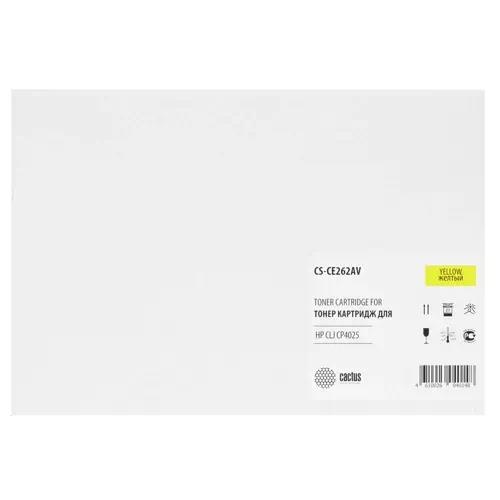 CS-CE262AV
YELLOW
желтый
TONER CARTRIDGE FOR
ТОНЕР КАРТРИДЖ ДЛЯ
HP CLJ CP4025
cactus